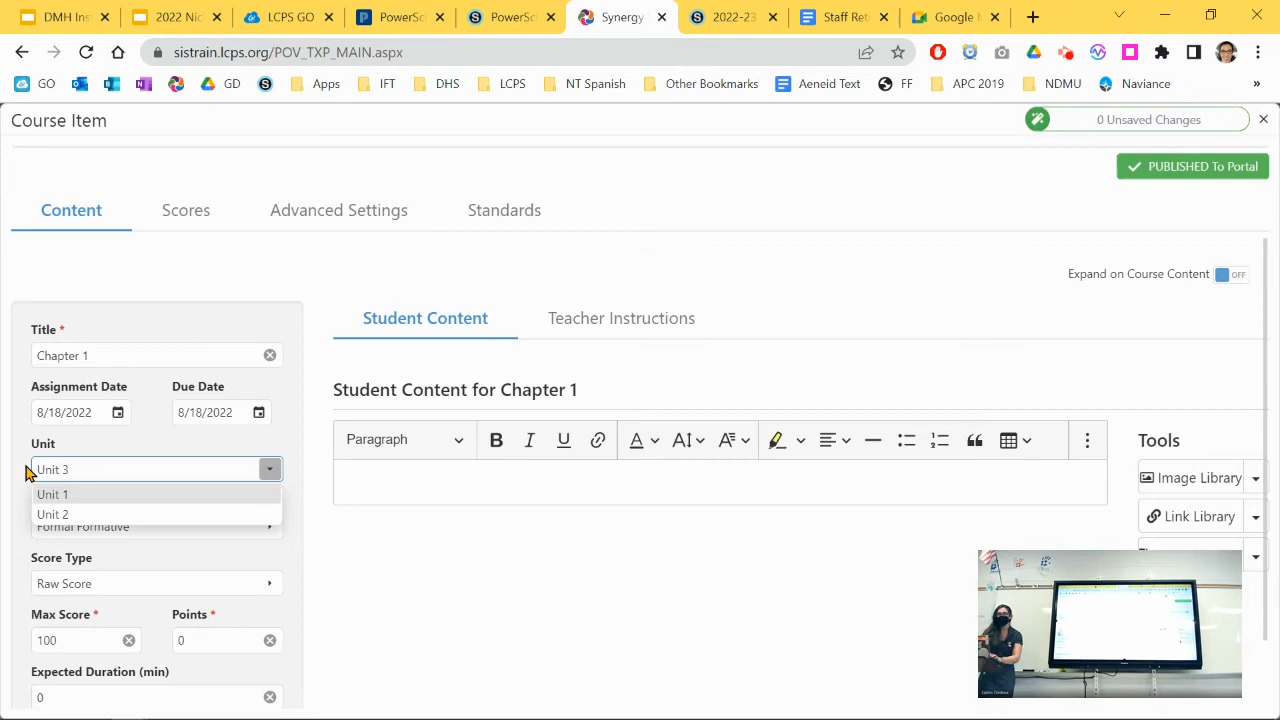 DMH Ins
2022 Nic
LCPS GO
PowerSc
PowerSc
Synergy
2022-23
Staff Ret
Google M
sistrain.lcps.org/POV_TXP_MAIN.aspx
GO
GD
Apps
IFT
DHS
LCPS
NT Spanish
Other Bookmarks
Aeneid Text
FF
APC 2019
NDMU
Naviance
»
Course Item
0 Unsaved Changes
PUBLISHED To Portal
Content
Scores
Advanced Settings
Standards
Expand on Course Content
OFF
Title *
Chapter 1
Assignment Date
Due Date
8/18/2022
8/18/2022
Unit
Unit 3
Unit 1
Unit 2
Formal Formative
Score Type
Raw Score
Max Score *
Points *
100
0
Expected Duration (min)
0
Student Content
Teacher Instructions
Student Content for Chapter 1
Paragraph
B I U
Tools
Image Library
Link Library